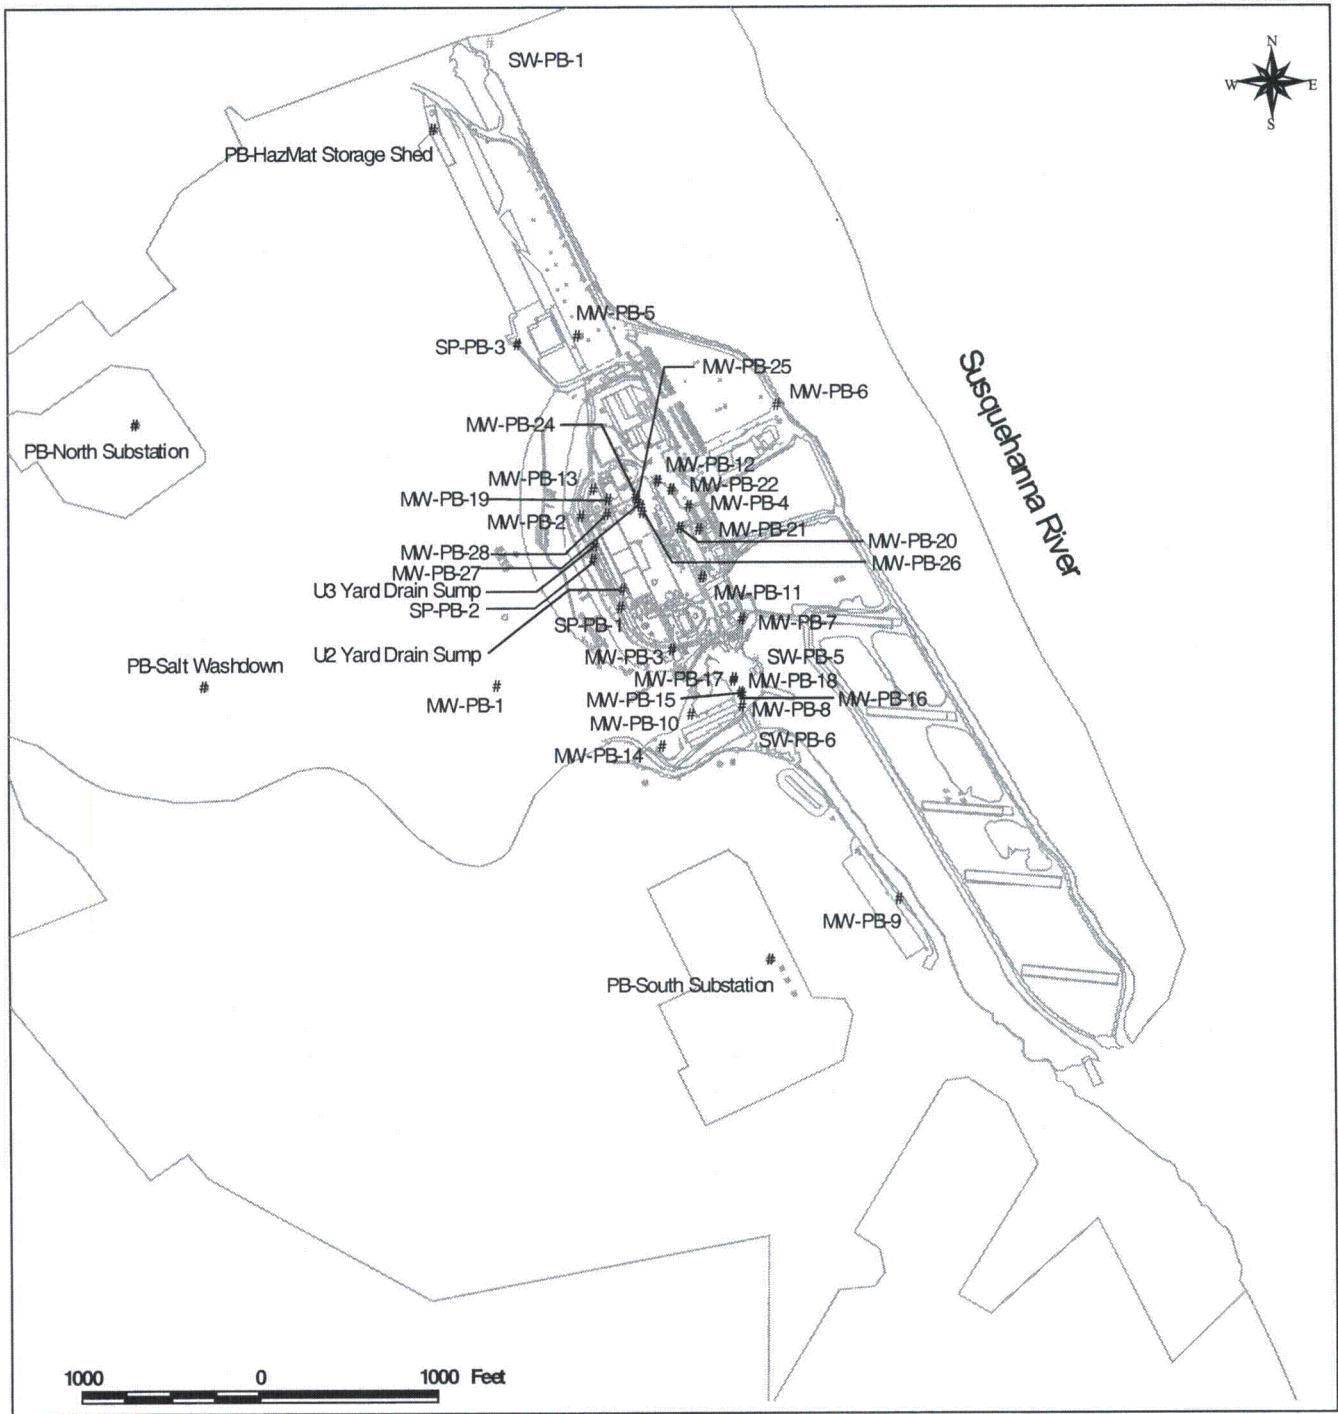 SW-PB-1
N
W
E
S
PB-HazMat Storage Shed
MW-PB-5
SP-PB-3
MW-PB-25
MW-PB-6
Susquehanna River
MW-PB-24
PB-North Substation
MW-PB-12
MW-PB-13
MW-PB-22
MW-PB-19
MW-PB-4
MW-PB-2
MW-PB-21
MW-PB-20
MW-PB-28
MW-PB-26
MW-PB-27
U3 Yard Drain Sump
MW-PB-11
SP-PB-2
SP-PB-1
MW-PB-7
U2 Yard Drain Sump
MW-PB-3
SW-PB-5
PB-Salt Washdown
MW-PB-17
MW-PB-18
MW-PB-15
MW-PB-16
MW-PB-1
MW-PB-8
MW-PB-10
SW-PB-6
MW-PB-14
MW-PB-9
PB-South Substation
1000 0 1000 Feet